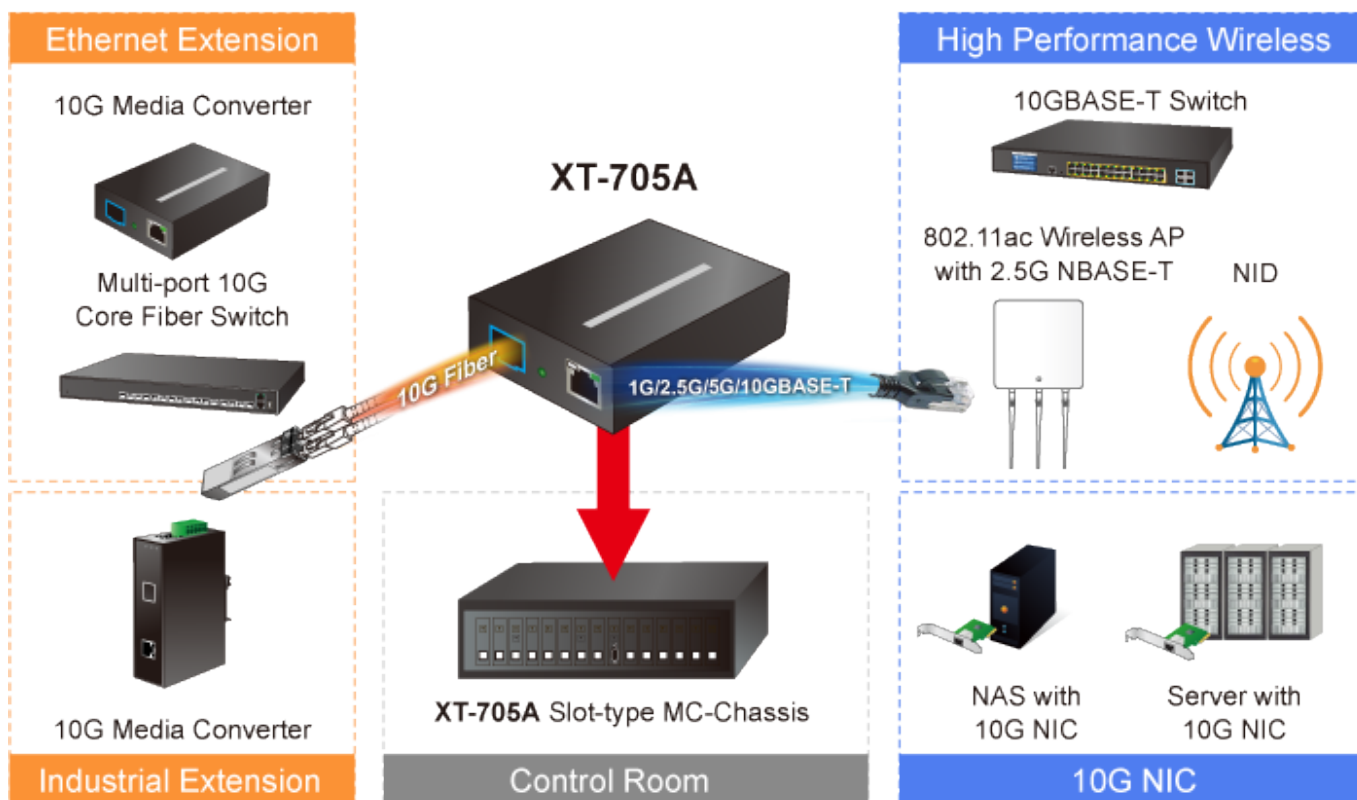 Ethernet Extension
10G Media Converter
Multi-port 10G
Core Fiber Switch
10G Media Converter
Industrial Extension
XT-705A
10G Fiber
1G/2.5G/5G/10GBASE-T
XT-705A Slot-type MC-Chassis
Control Room
High Performance Wireless
10GBASE-T Switch
802.11ac Wireless AP
with 2.5G NBASE-T
NID
NAS with
10G NIC
Server with
10G NIC
10G NIC